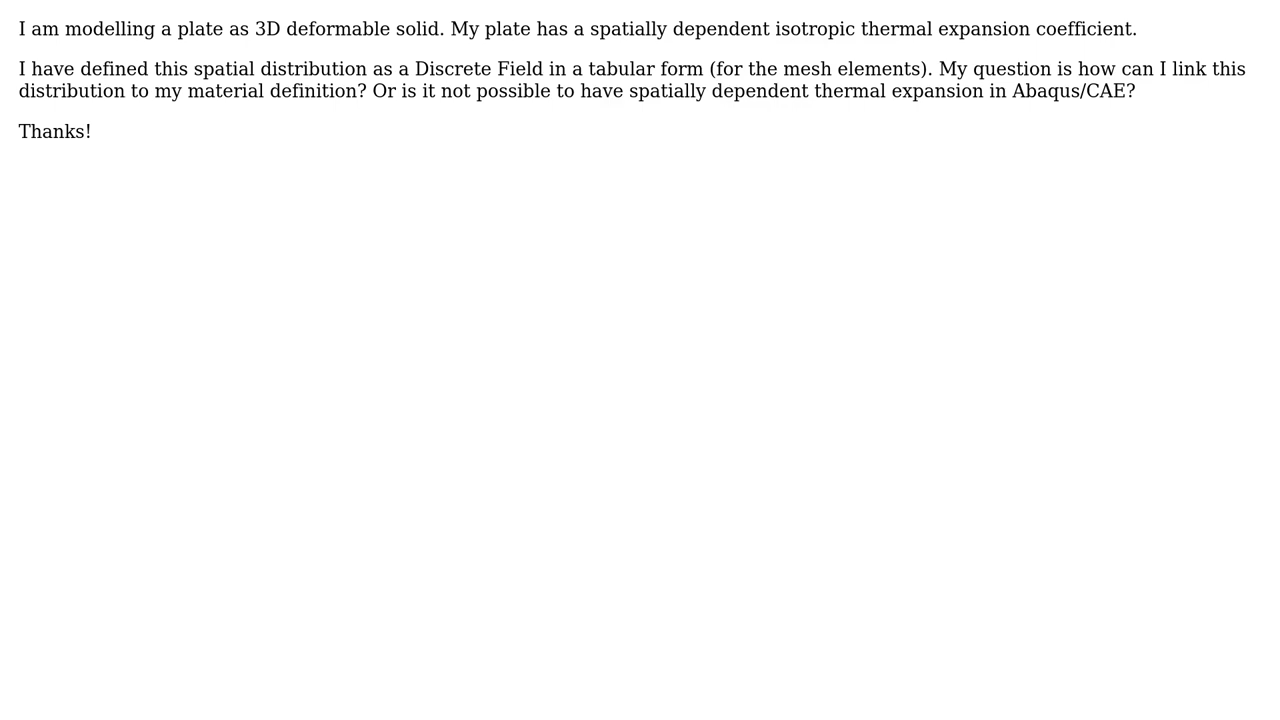 I am modelling a plate as 3D deformable solid. My plate has a spatially dependent isotropic thermal expansion coefficient.
I have defined this spatial distribution as a Discrete Field in a tabular form (for the mesh elements). My question is how can I link this
distribution to my material definition? Or is it not possible to have spatially dependent thermal expansion in Abaqus/CAE?
Thanks!